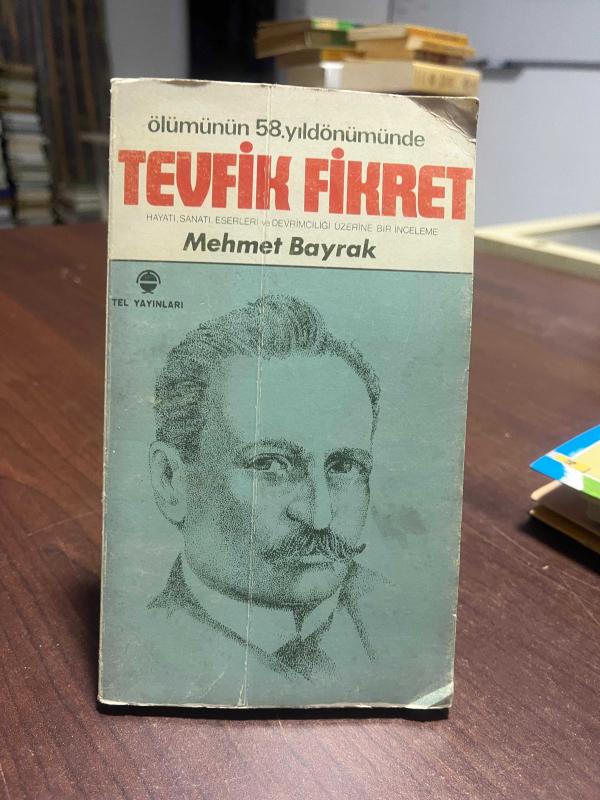 ölümünün 58.yıldönümünde
TEVFİK FİKRET
HAYATI, SANATI, ESERLERİ ve DEVRİMCİLİĞİ ÜZERİNE BİR İNCELEME
Mehmet Bayrak
TEL YAYINLARI